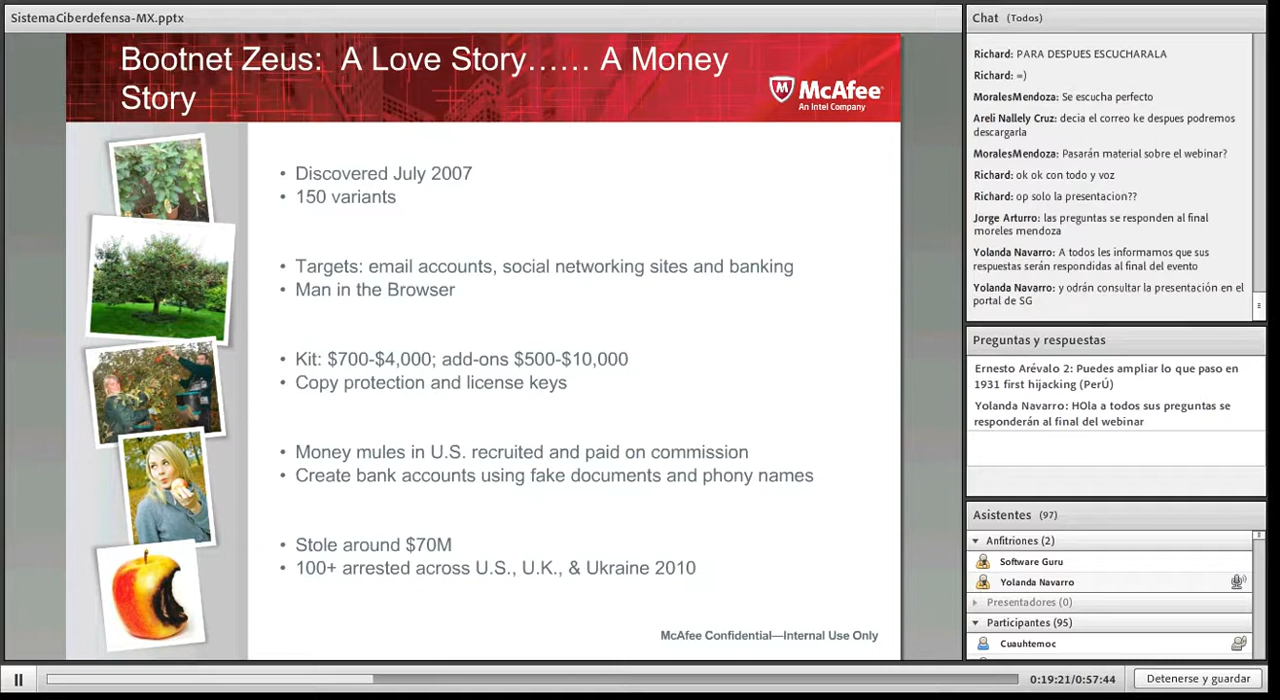 SistemaCiberdefensa-MX.pptx
Bootnet Zeus: A Love Story…… A Money
Story
McAfee
An Intel Company
• Discovered July 2007
• 150 variants
• Targets: email accounts, social networking sites and banking
• Man in the Browser
• Kit: $700-$4,000; add-ons $500-$10,000
• Copy protection and license keys
• Money mules in U.S. recruited and paid on commission
• Create bank accounts using fake documents and phony names
• Stole around $70M
• 100+ arrested across U.S., U.K., & Ukraine 2010
McAfee Confidential—Internal Use Only
Chat (Todos)
Richard: PARA DESPUES ESCUCHARALA
Richard: =)
MoralesMendoza: Se escucha perfecto
Areli Nallely Cruz: decia el correo ke despues podremos
descargarla
MoralesMendoza: Pasarán material sobre el webinar?
Richard: ok ok con todo y voz
Richard: op solo la presentacion??
Jorge Arturo: las preguntas se responden al final
moreles mendoza
Yolanda Navarro: A todos les informamos que sus
respuestas serán respondidas al final del evento
Yolanda Navarro: y odrán consultar la presentación en el
portal de SG
Preguntas y respuestas
Ernesto Arévalo 2: Puedes ampliar lo que paso en
1931 first hijacking (PerÚ)
Yolanda Navarro: HOla a todos sus preguntas se
responderán al final del webinar
Asistentes (97)
Anfitriones (2)
Software Guru
Yolanda Navarro
Presentadores (0)
Participantes (95)
Cuauhtemoc
0:19:21/0:57:44
Detenerse y guardar